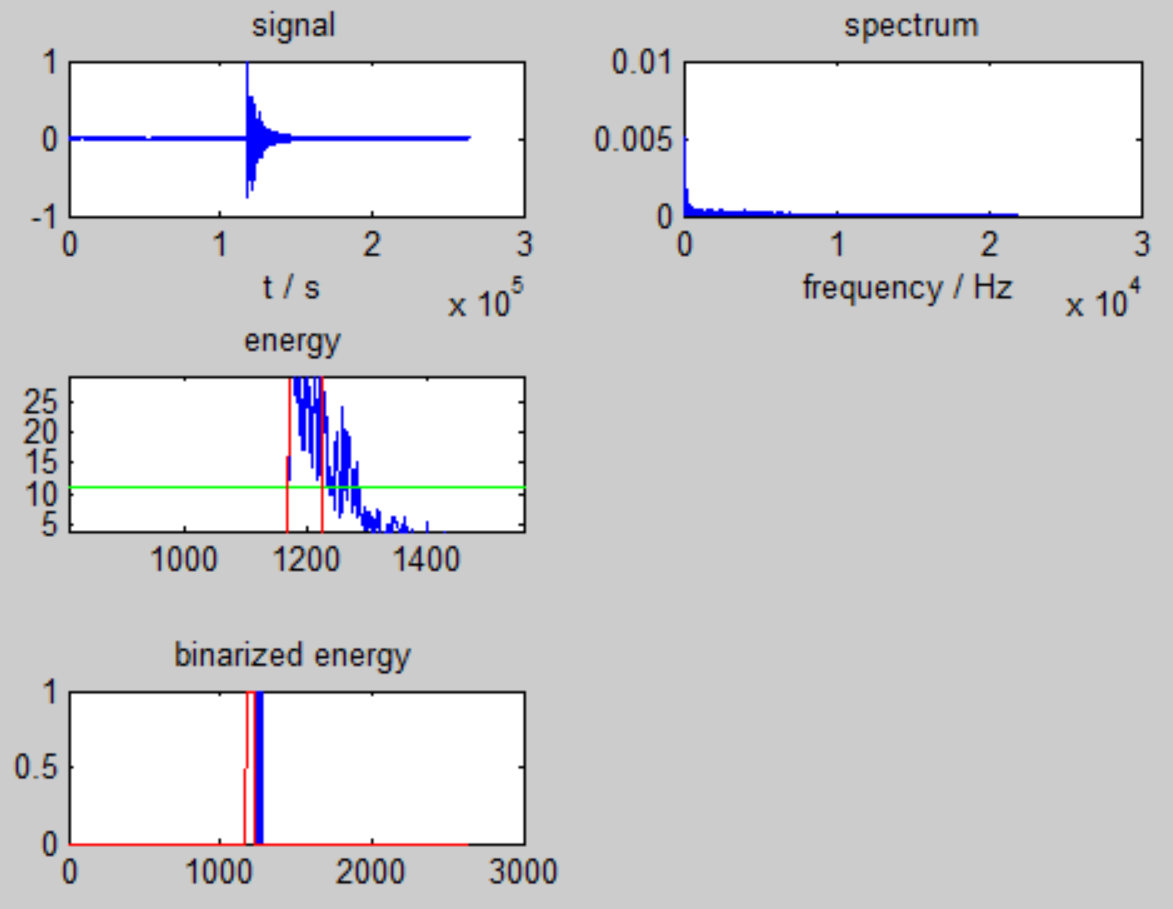 signal
1
0
-1
0 1 2 3
t / s
x 10^5
spectrum
0.01
0.005
0
0 1 2 3
frequency / Hz
x 10^4
energy
25
20
15
10
5
1000 1200 1400
binarized energy
1
0.5
0
0 1000 2000 3000